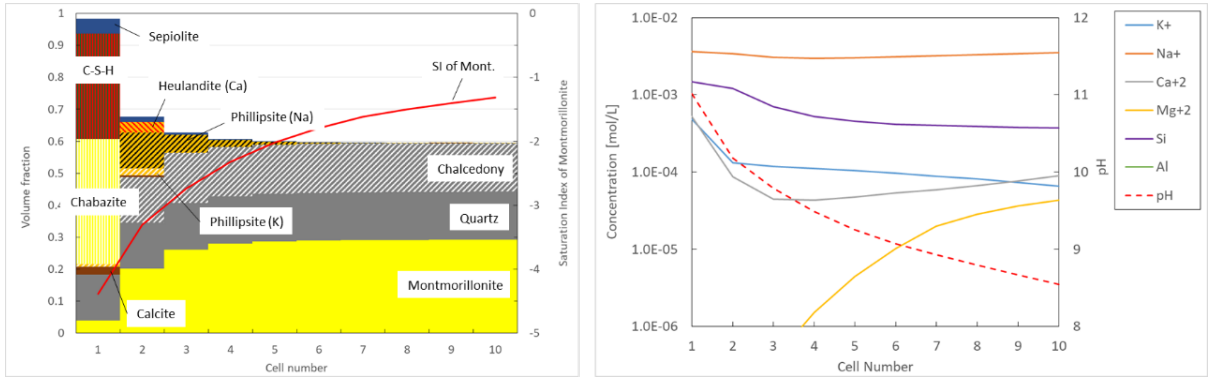 1
0.9
0.8
0.7
0.6
0.5
0.4
0.3
0.2
0.1
0
Volume fraction
Sepiolite
C-S-H
Heulandite (Ca)
Phillipsite (Na)
SI of Mont.
Chabazite
Phillipsite (K)
Calcite
Chalcedony
Quartz
Montmorillonite
0
-1
-2
-3
-4
-5
Saturation Index of Montmorillonite
1 2 3 4 5 6 7 8 9 10
Cell number
1.0E-02
1.0E-03
1.0E-04
1.0E-05
1.0E-06
Concentration [mol/L]
12
11
10
9
8
pH
1 2 3 4 5 6 7 8 9 10
Cell Number
K+
Na+
Ca+2
Mg+2
Si
Al
pH